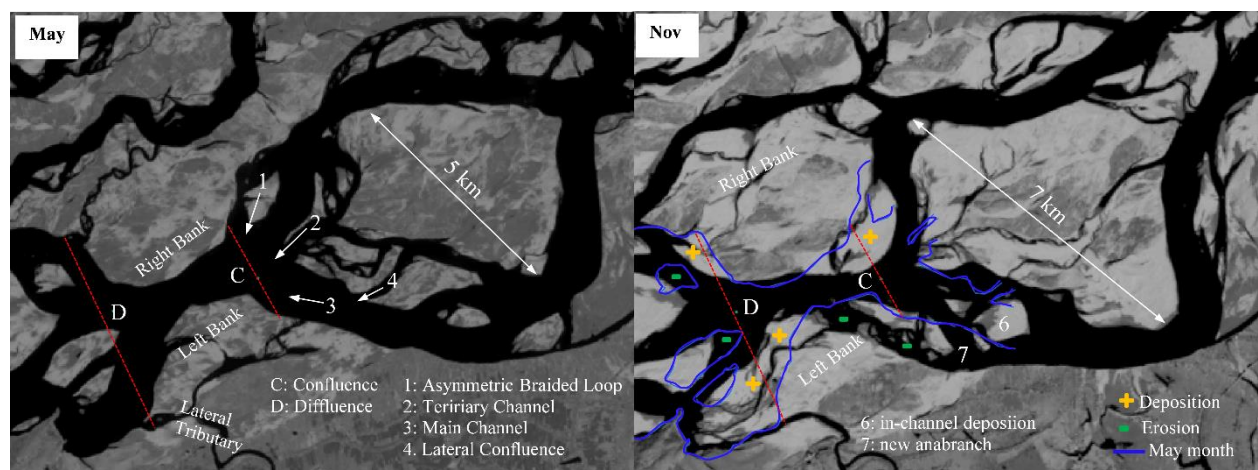 May
5 km
1
2
Right Bank
C
4
3
D
Left Bank
C: Confluence
D: Diffluence
Lateral
Tributary
1: Asymmetric Braided Loop
2: Teririary Channel
3: Main Channel
4. Lateral Confluence
Nov
Right Bank
7 km
C
D
6
7
Left Bank
6: in-channel deposiion
7: new anabranch
Deposition
Erosion
May month